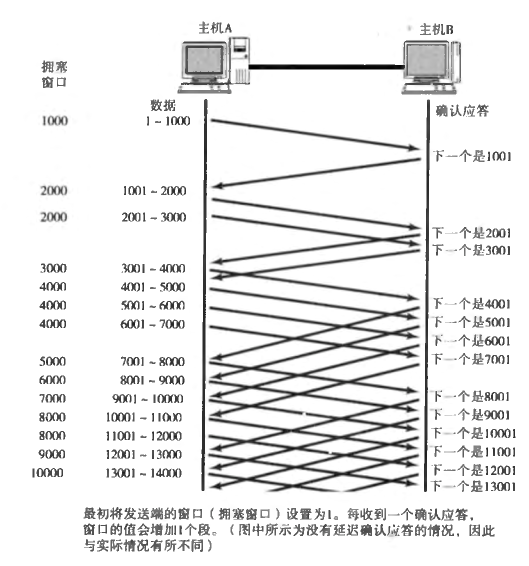 主机A
主机B
拥塞
窗口
数据
确认应答
1000 1~1000
下一个是1001
2000 1001~2000
2000 2001~3000
下一个是2001
下一个是3001
3000 3001~4000
4000 4001~5000
4000 5001~6000
4000 6001~7000
下一个是4001
下一个是5001
下一个是6001
下一个是7001
5000 7001~8000
6000 8001~9000
7000 9001~10000
8000 10001~11000
8000 11001~12000
9000 12001~13000
10000 13001~14000
下一个是8001
下一个是9001
下一个是10001
下一个是11001
下一个是12001
下一个是13001
最初将发送端的窗口（拥塞窗口）设置为1。每收到一个确认应答，
窗口的值会增加1个段。（图中所示为没有延迟确认应答的情况，因此
与实际情况有所不同）